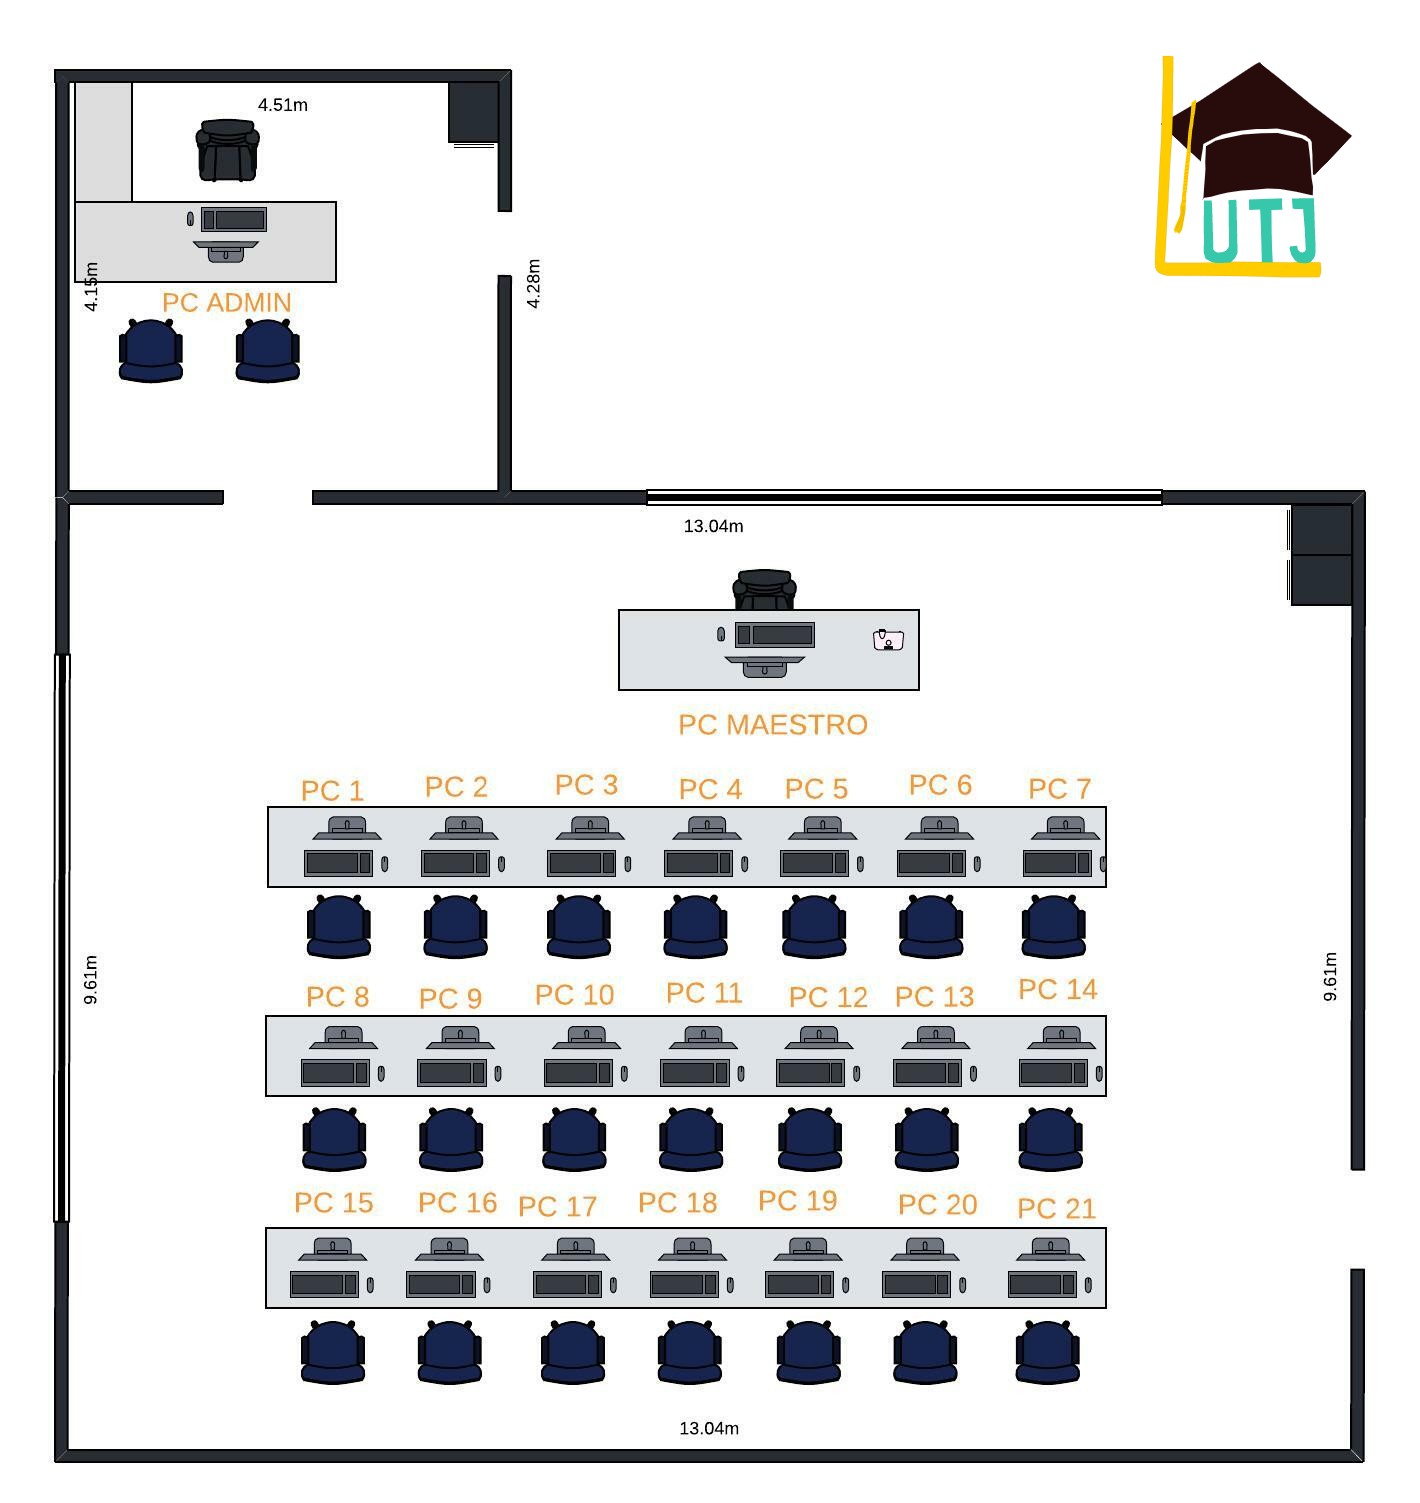 UTJ
4.51m
4.15m
4.28m
PC ADMIN
13.04m
PC MAESTRO
PC 1 PC 2 PC 3 PC 4 PC 5 PC 6 PC 7
9.61m
9.61m
PC 8 PC 9 PC 10 PC 11 PC 12 PC 13 PC 14
PC 15 PC 16 PC 17 PC 18 PC 19 PC 20 PC 21
13.04m